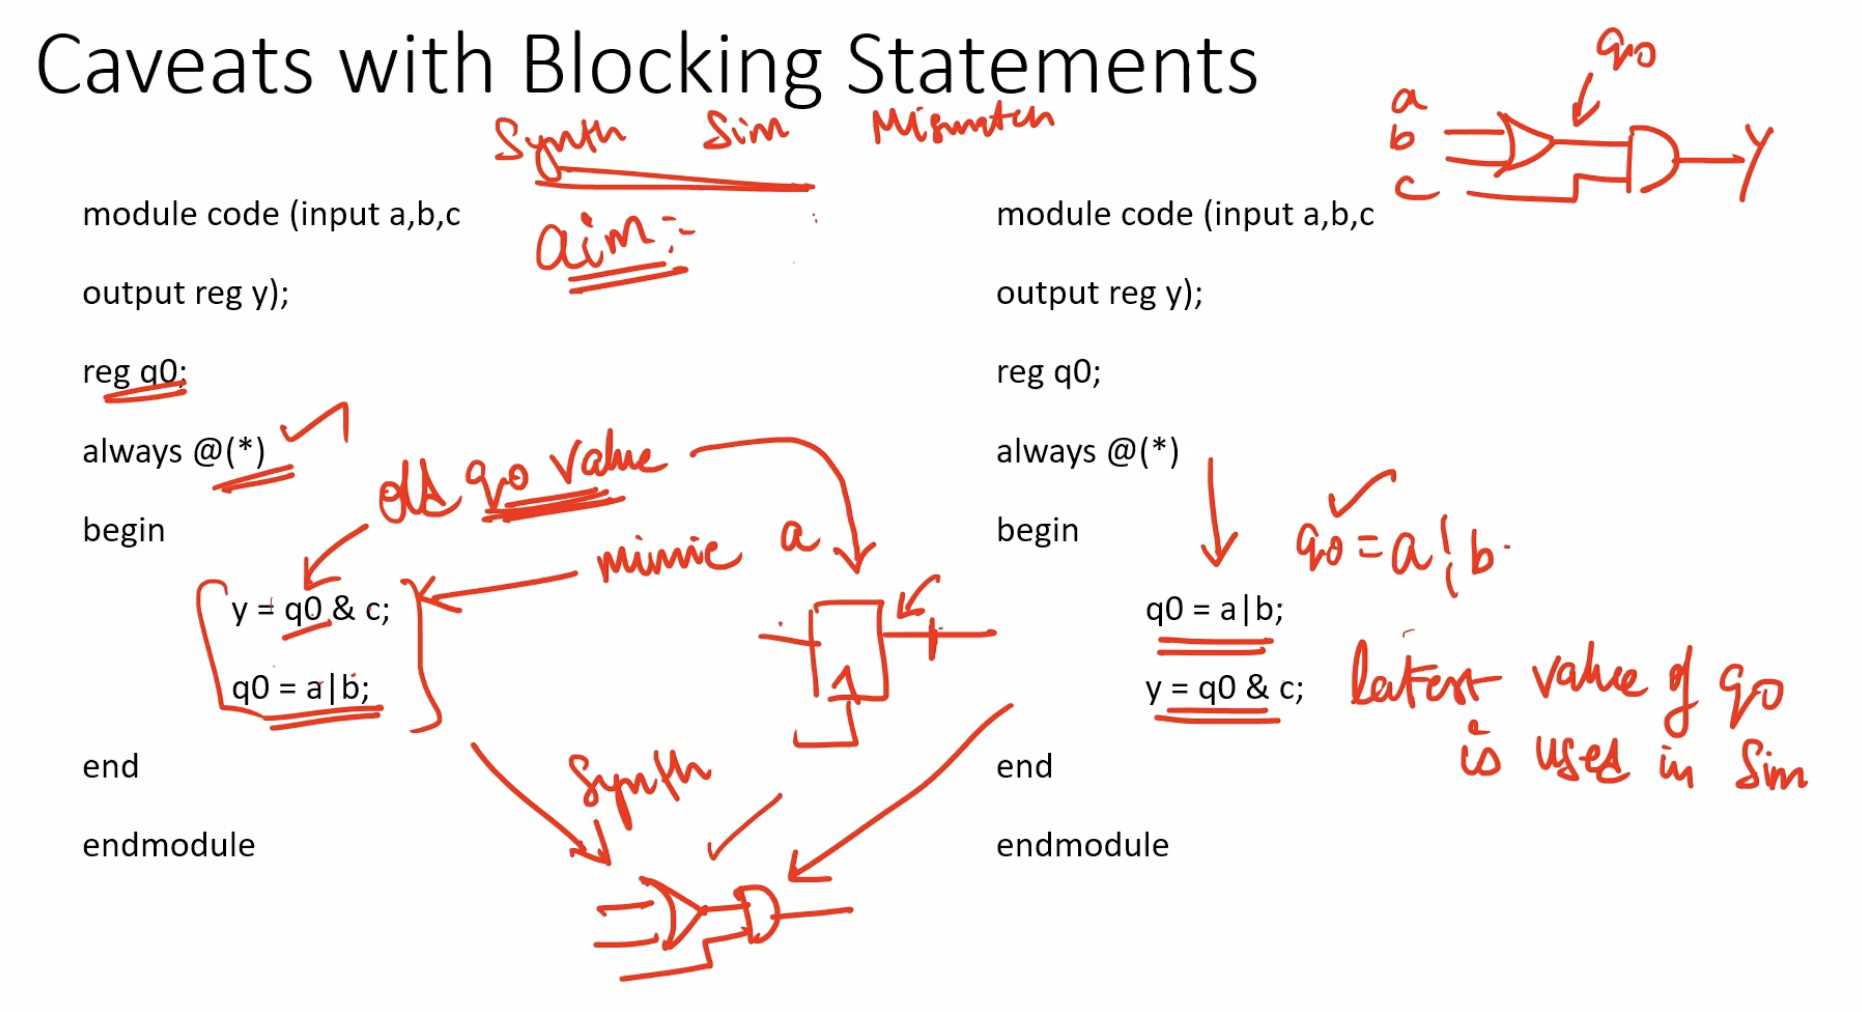 Caveats with Blocking Statements
Synth Sim Mismatch
aim:-
module code (input a,b,c
output reg y);
reg q0;
always @(*)
begin
y = q0 & c;
q0 = a|b;
end
endmodule
old q0 value
mimic a
Synth
q0
a
b
c
y
module code (input a,b,c
output reg y);
reg q0;
always @(*)
begin
q0 = a|b.
q0 = a|b;
y = q0 & c;
latest value of q0
is used in Sim
end
endmodule